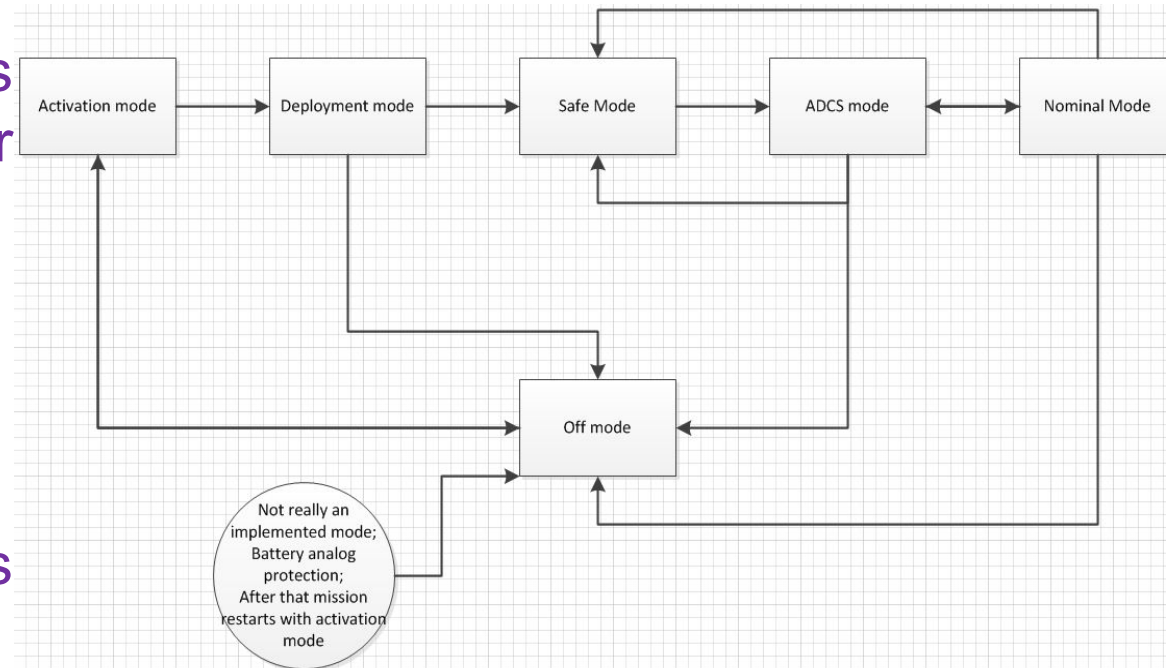 s
r
Activation mode
Deployment mode
Safe Mode
ADCS mode
Nominal Mode
Off mode
Not really an
implemented mode;
Battery analog
protection;
After that mission
restarts with activation
mode
s